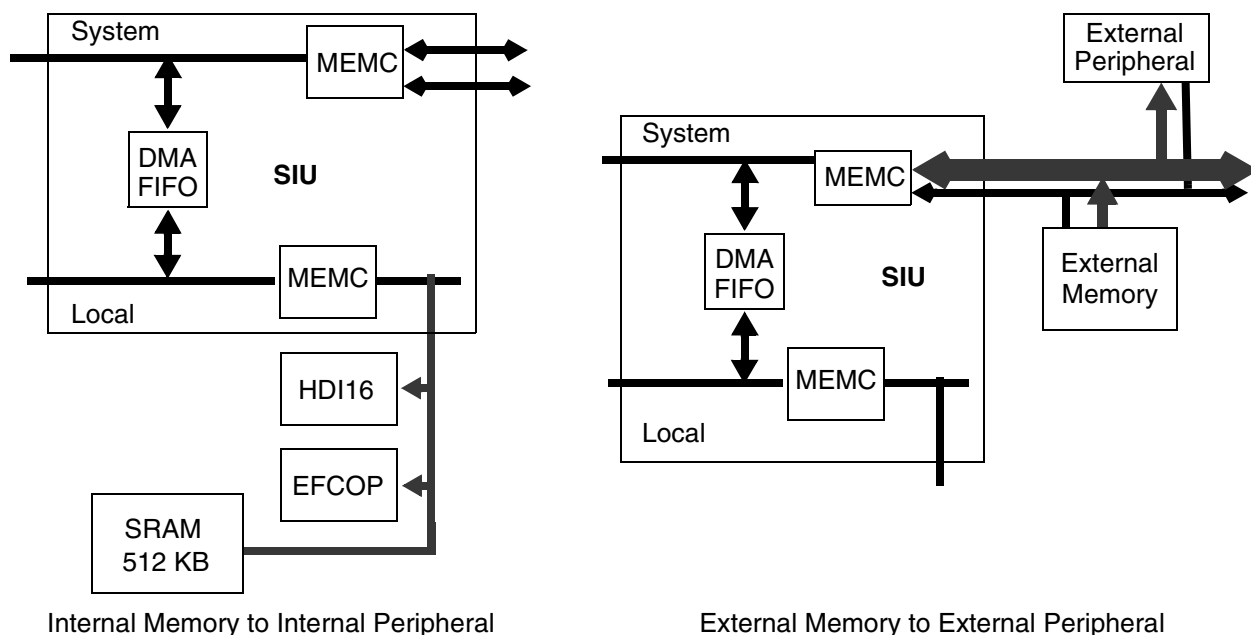 System
MEMC
DMA
FIFO
SIU
MEMC
Local
HDI16
EFCOP
SRAM
512 KB
Internal Memory to Internal Peripheral
External
Peripheral
System
MEMC
DMA
FIFO
SIU
External
Memory
MEMC
Local
External Memory to External Peripheral